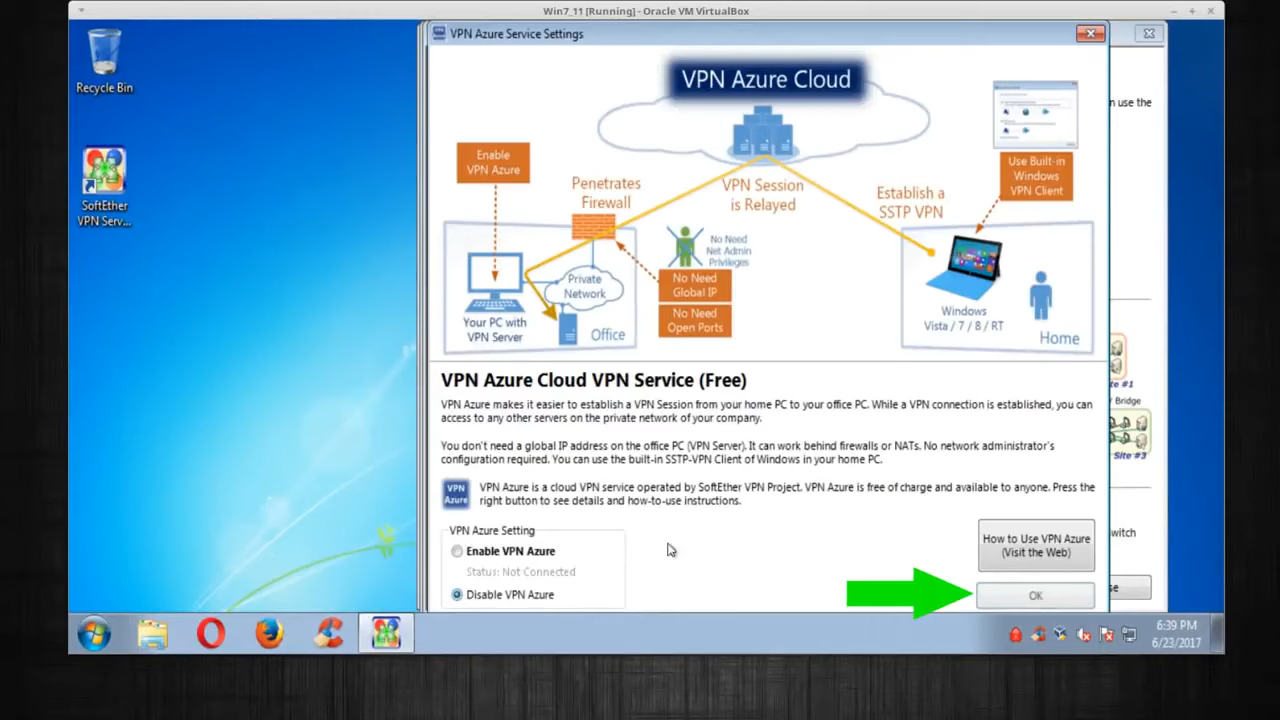 Win7_11 [Running] - Oracle VM VirtualBox
Recycle Bin
SoftEther
VPN Serv...
VPN Azure Service Settings
VPN Azure Cloud
Enable
VPN Azure
Penetrates
Firewall
VPN Session
is Relayed
Establish a
SSTP VPN
Use Built-in
Windows
VPN Client
No Need
Net Admin
Privileges
No Need
Global IP
No Need
Open Ports
Private
Network
Your PC with
VPN Server
Office
Windows
Vista / 7 / 8 / RT
Home
VPN Azure Cloud VPN Service (Free)
VPN Azure makes it easier to establish a VPN Session from your home PC to your office PC. While a VPN connection is established, you can
access to any other servers on the private network of your company.
You don't need a global IP address on the office PC (VPN Server). It can work behind firewalls or NATs. No network administrator's
configuration required. You can use the built-in SSTP-VPN Client of Windows in your home PC.
VPN
Azure
VPN Azure is a cloud VPN service operated by SoftEther VPN Project. VPN Azure is free of charge and available to anyone. Press the
right button to see details and how-to-use instructions.
VPN Azure Setting
Enable VPN Azure
Status: Not Connected
Disable VPN Azure
How to Use VPN Azure
(Visit the Web)
OK
n use the
te #1
/ Bridge
Site #3
witch
se
6:39 PM
6/23/2017